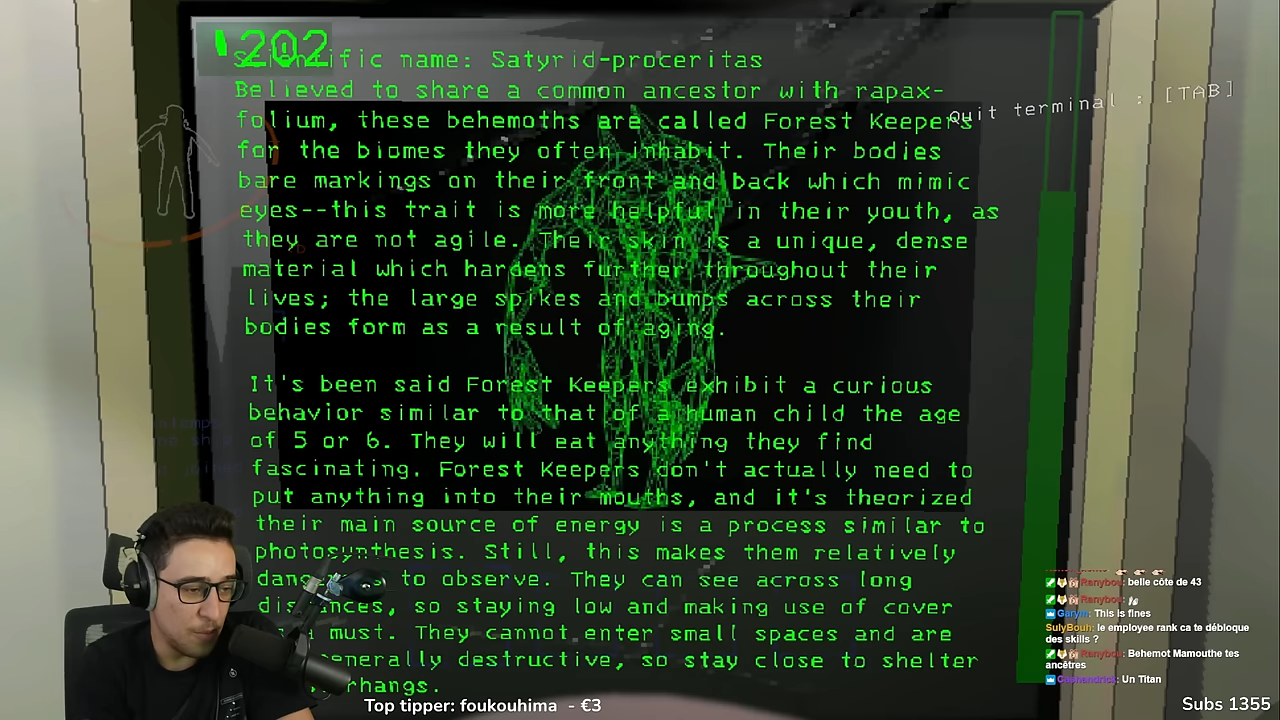 202
Scientific name: Satyrid-proceritas
Believed to share a common ancestor with rapax-
folium, these behemoths are called Forest Keepers
for the biomes they often inhabit. Their bodies
bare markings on their front and back which mimic
eyes--this trait is more helpful in their youth, as
they are not agile. Their skin is a unique, dense
material which hardens further throughout their
lives; the large spikes and bumps across their
bodies form as a result of aging.
It's been said Forest Keepers exhibit a curious
behavior similar to that of a human child the age
of 5 or 6. They will eat anything they find
fascinating. Forest Keepers don't actually need to
put anything into their mouths, and it's theorized
their main source of energy is a process similar to
photosynthesis. Still, this makes them relatively
dangerous to observe. They can see across long
distances, so staying low and making use of cover
a must. They cannot enter small spaces and are
generally destructive, so stay close to shelter
Quit terminal : [TAB]
Ranybou: belle côte de 43
Ranybou:
Garym: This is fines
SulyBouh: le employee rank ca te débloque
des skills ?
Ranybou: Behemot Mamouthe tes
ancêtres
: Un Titan
Top tipper: foukouhima - €3
Subs 1355